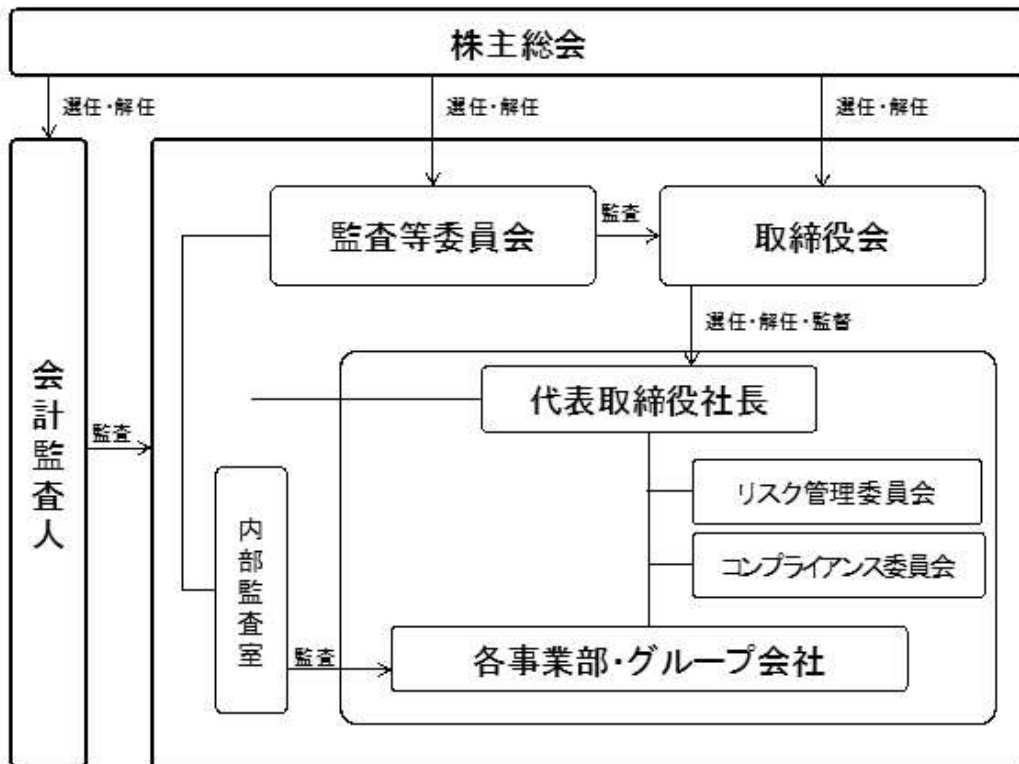 株主総会
選任・解任
選任・解任
選任・解任
監査等委員会
監査
取締役会
選任・解任・監督
会計監査人
監査
代表取締役社長
リスク管理委員会
コンプライアンス委員会
内部監査室
監査
各事業部・グループ会社